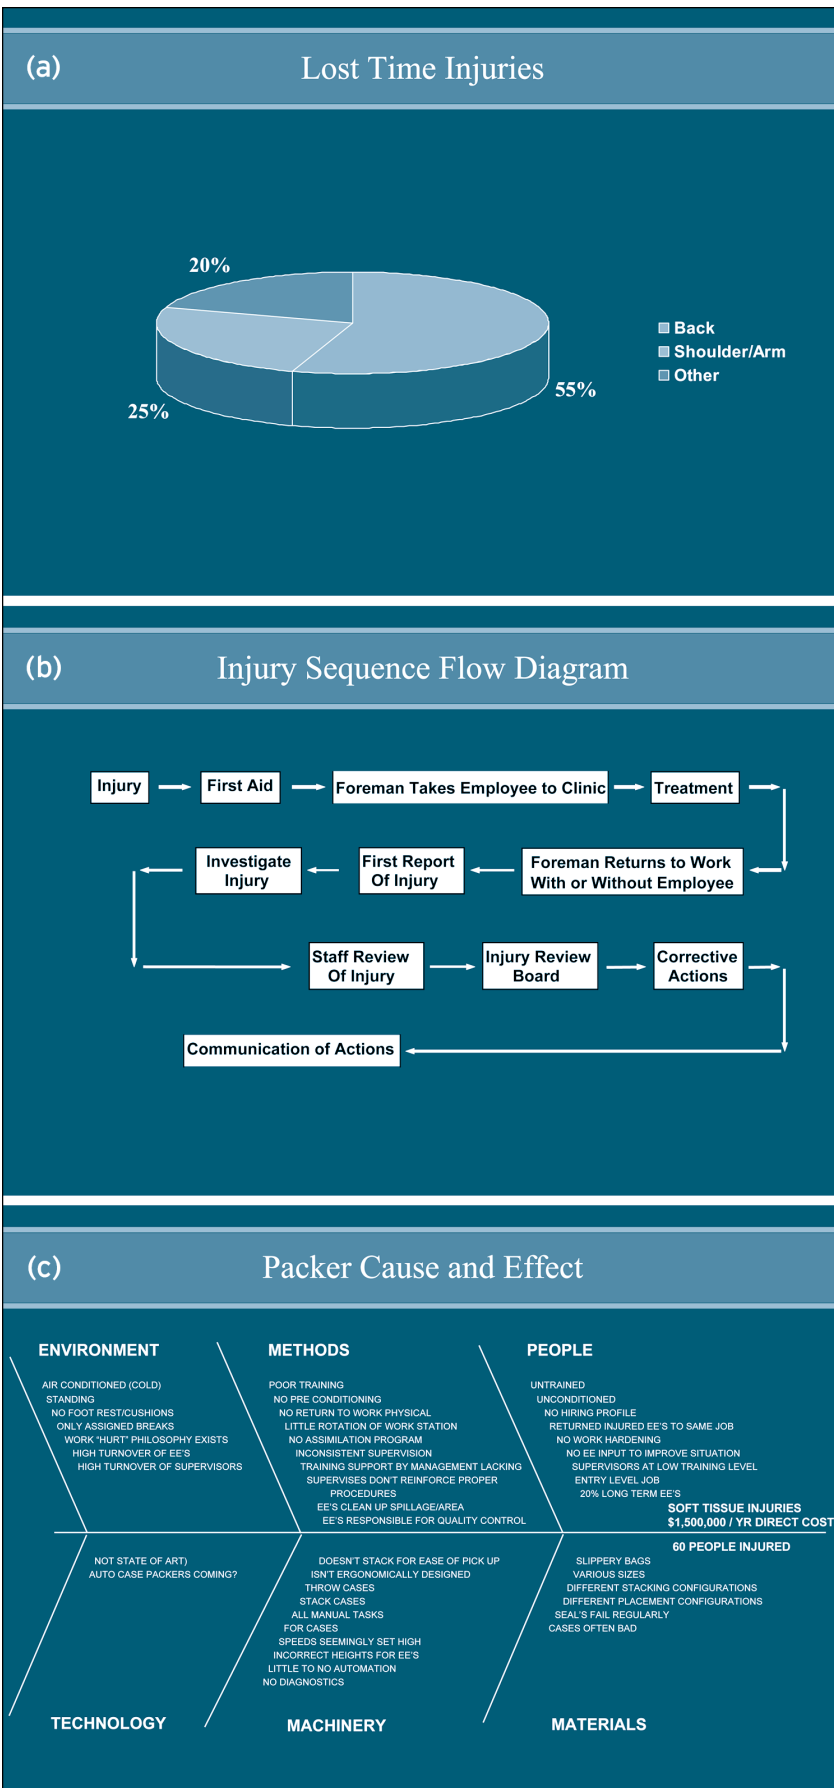 (a)
Lost Time Injuries
20%
55%
25%
Back
Shoulder/Arm
Other
(b)
Injury Sequence Flow Diagram
Injury
First Aid
Foreman Takes Employee to Clinic
Treatment
Foreman Returns to Work
With or Without Employee
First Report
Of Injury
Investigate
Injury
Staff Review
Of Injury
Injury Review
Board
Corrective
Actions
Communication of Actions
(c)
Packer Cause and Effect
ENVIRONMENT
AIR CONDITIONED (COLD)
STANDING
NO FOOT REST/CUSHIONS
ONLY ASSIGNED BREAKS
WORK "HURT" PHILOSOPHY EXISTS
HIGH TURNOVER OF EE'S
HIGH TURNOVER OF SUPERVISORS
METHODS
POOR TRAINING
NO PRE CONDITIONING
NO RETURN TO WORK PHYSICAL
LITTLE ROTATION OF WORK STATION
NO ASSIMILATION PROGRAM
INCONSISTENT SUPERVISION
TRAINING SUPPORT BY MANAGEMENT LACKING
SUPERVISES DON'T REINFORCE PROPER
PROCEDURES
EE'S CLEAN UP SPILLAGE/AREA
EE'S RESPONSIBLE FOR QUALITY CONTROL
PEOPLE
UNTRAINED
UNCONDITIONED
NO HIRING PROFILE
RETURNED INJURED EE'S TO SAME JOB
NO WORK HARDENING
NO EE INPUT TO IMPROVE SITUATION
SUPERVISORS AT LOW TRAINING LEVEL
ENTRY LEVEL JOB
20% LONG TERM EE'S
SOFT TISSUE INJURIES
$1,500,000 / YR DIRECT COST
60 PEOPLE INJURED
NOT STATE OF ART)
AUTO CASE PACKERS COMING?
TECHNOLOGY
DOESN'T STACK FOR EASE OF PICK UP
ISN'T ERGONOMICALLY DESIGNED
THROW CASES
STACK CASES
ALL MANUAL TASKS
FOR CASES
SPEEDS SEEMINGLY SET HIGH
INCORRECT HEIGHTS FOR EE'S
LITTLE TO NO AUTOMATION
NO DIAGNOSTICS
MACHINERY
SLIPPERY BAGS
VARIOUS SIZES
DIFFERENT STACKING CONFIGURATIONS
DIFFERENT PLACEMENT CONFIGURATIONS
SEAL'S FAIL REGULARLY
CASES OFTEN BAD
MATERIALS